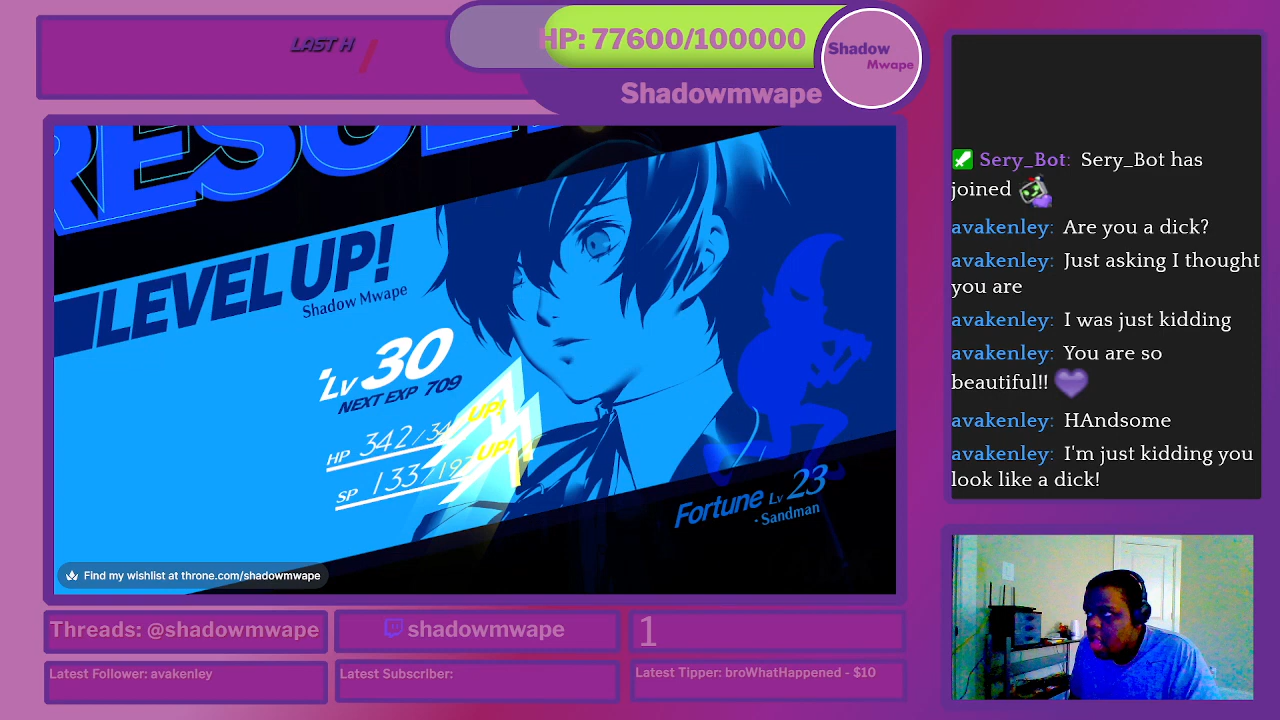 LAST H
HP: 77600/100000
Shadow
Mwape
Shadowmwape
LEVEL UP!
Shadow Mwape
Lv 30
NEXT EXP 709
HP 342/34
UP!
SP 133/19
UP!
Fortune Lv 23
- Sandman
Find my wishlist at throne.com/shadowmwape
Sery_Bot: Sery_Bot has
joined
avakenley: Are you a dick?
avakenley: Just asking I thought
you are
avakenley: I was just kidding
avakenley: You are so
beautiful!!
avakenley: HAndsome
avakenley: I'm just kidding you
look like a dick!
Threads: @shadowmwape
shadowmwape
1
Latest Follower: avakenley
Latest Subscriber:
Latest Tipper: broWhatHappened - $10